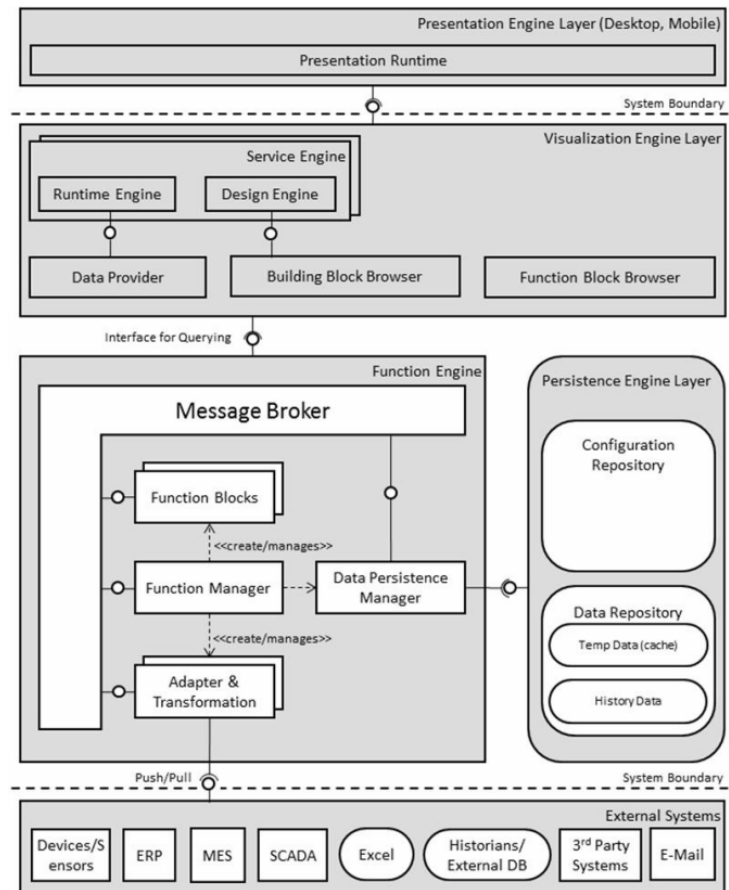 Presentation Engine Layer (Desktop, Mobile)
Presentation Runtime
System Boundary
Visualization Engine Layer
Service Engine
Runtime Engine
Design Engine
Data Provider
Building Block Browser
Function Block Browser
Interface for Querying
Function Engine
Message Broker
Function Blocks
<<create/manages>>
Function Manager
Data Persistence
Manager
<<create/manages>>
Adapter &
Transformation
Persistence Engine Layer
Configuration
Repository
Data Repository
Temp Data (cache)
History Data
Push/Pull
System Boundary
External Systems
Devices/S
ensors
ERP
MES
SCADA
Excel
Historians/
External DB
3rd Party
Systems
E-Mail